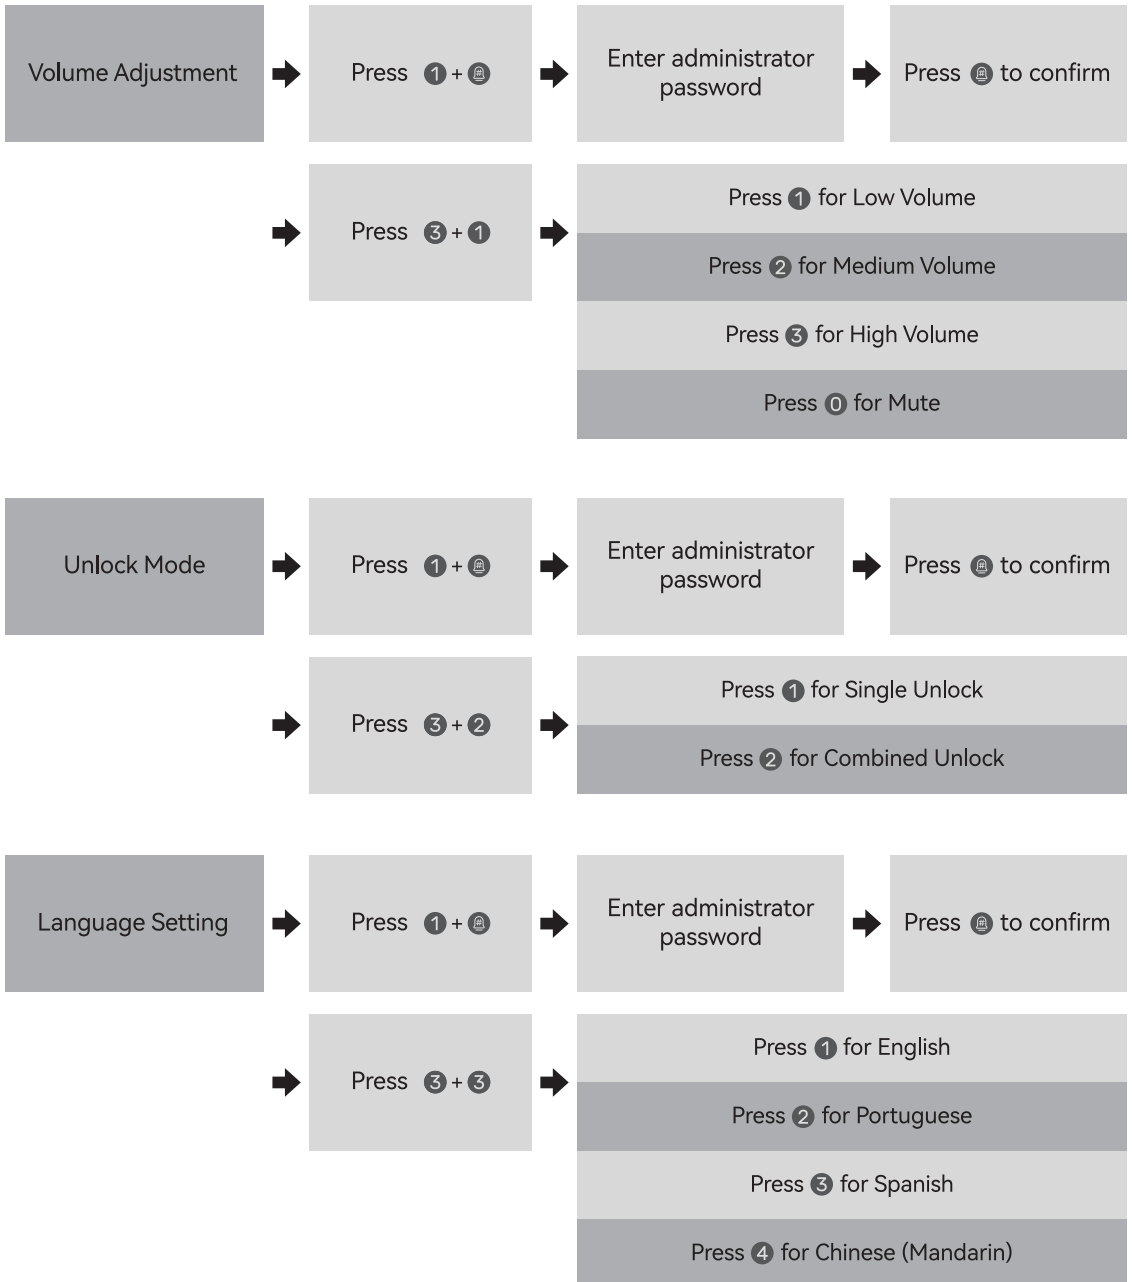 Volume Adjustment
Press 1 + #
Enter administrator
password
Press # to confirm
Press 3 + 1
Press 1 for Low Volume
Press 2 for Medium Volume
Press 3 for High Volume
Press 0 for Mute
Unlock Mode
Press 1 + #
Enter administrator
password
Press # to confirm
Press 3 + 2
Press 1 for Single Unlock
Press 2 for Combined Unlock
Language Setting
Press 1 + #
Enter administrator
password
Press # to confirm
Press 3 + 3
Press 1 for English
Press 2 for Portuguese
Press 3 for Spanish
Press 4 for Chinese (Mandarin)